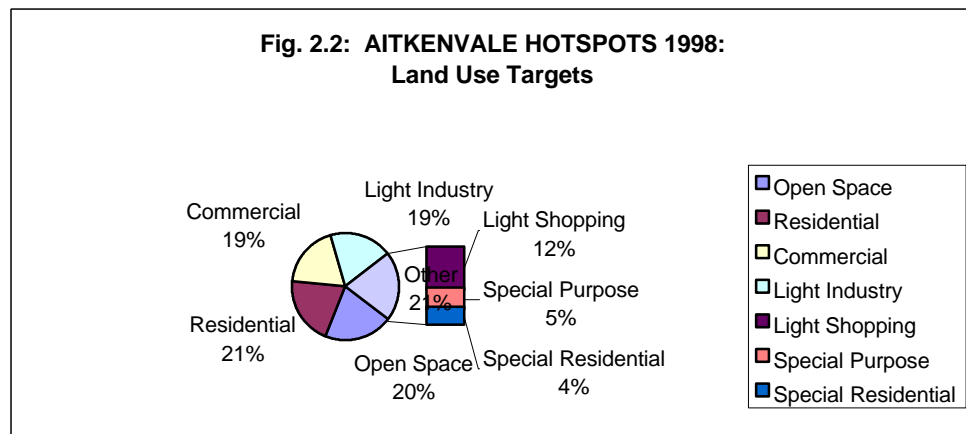 Fig. 2.2:  AITKENVALE HOTSPOTS 1998:
Land Use Targets
Light Industry
19%
Commercial
19%
Light Shopping
12%
Other
21%
Special Purpose
5%
Residential
21%
Open Space
20%
Special Residential
4%
Open Space
Residential
Commercial
Light Industry
Light Shopping
Special Purpose
Special Residential